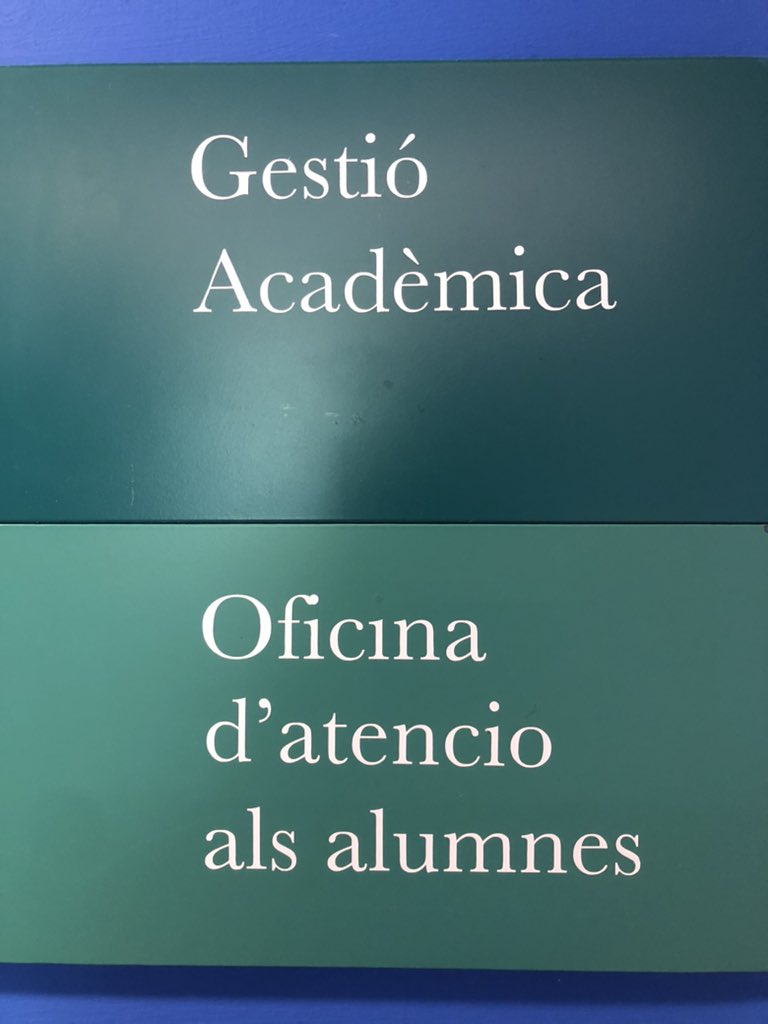 Gestió
Acadèmica
Oficina
d’atencio
als alumnes